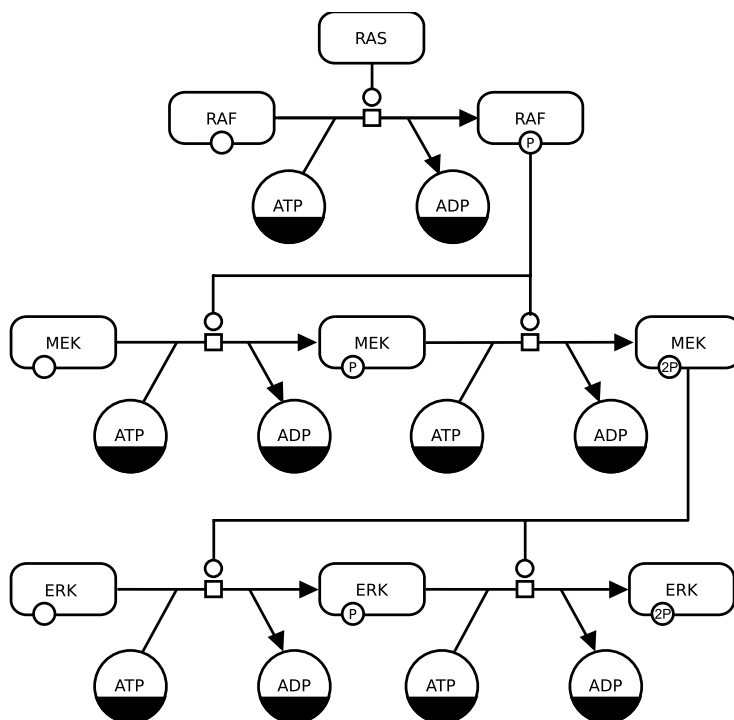 RAS
RAF
RAF
P
ATP
ADP
MEK
MEK
MEK
P
2P
ATP
ADP
ATP
ADP
ERK
ERK
ERK
P
2P
ATP
ADP
ATP
ADP